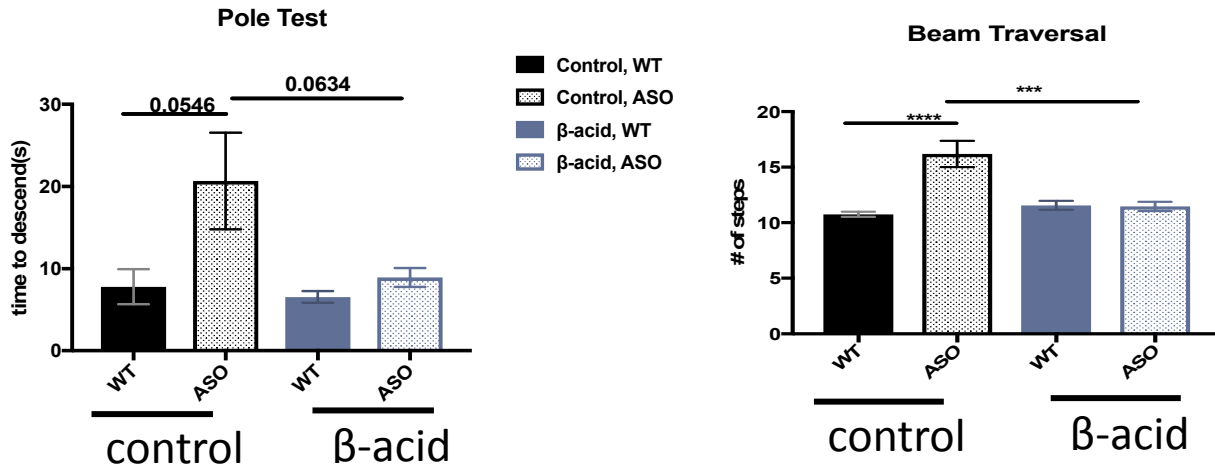 Pole Test
0.0546
0.0634
30
20
10
0
time to descend(s)
WT
ASO
WT
ASO
control
β-acid
Control, WT
Control, ASO
β-acid, WT
β-acid, ASO
Beam Traversal
****
***
20
15
10
5
0
# of steps
WT
ASO
WT
ASO
control
β-acid